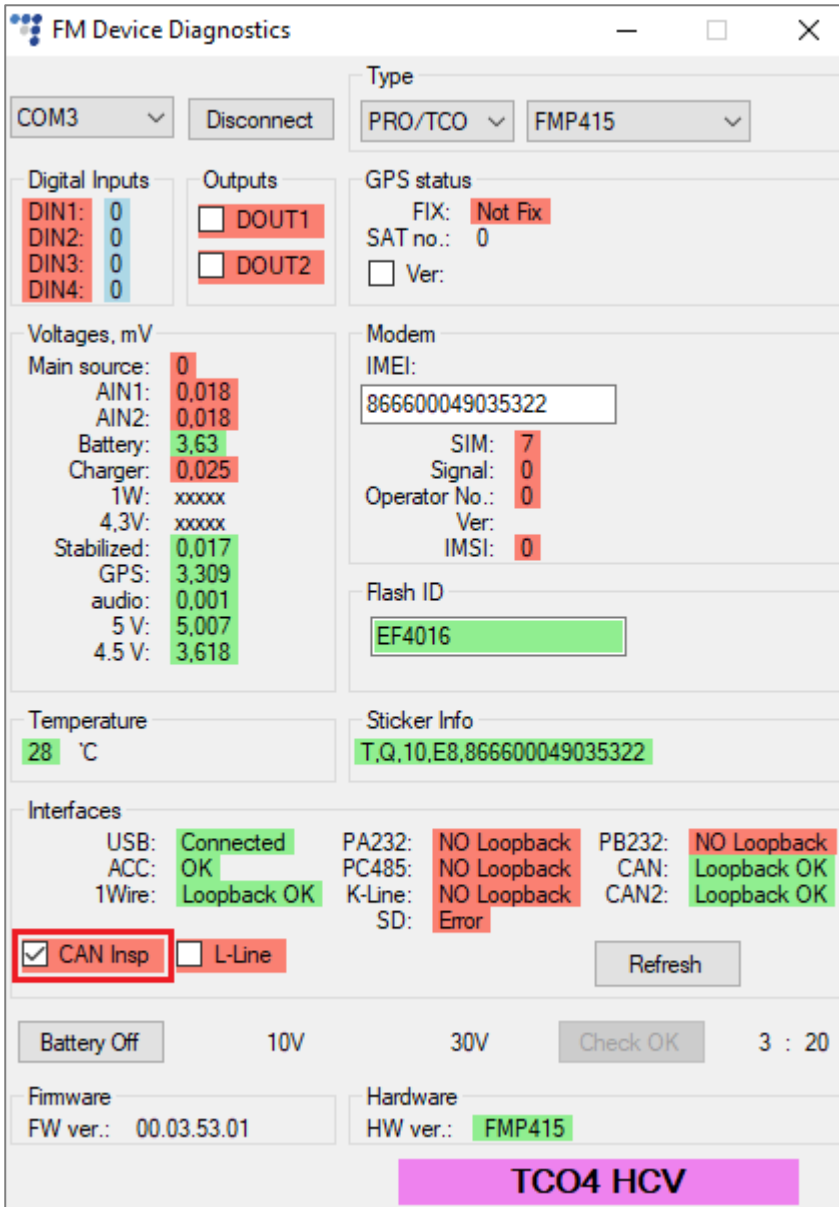 FM Device Diagnostics
COM3 Disconnect
Type
PRO/TCO FMP415
Digital Inputs
DIN1: 0
DIN2: 0
DIN3: 0
DIN4: 0
Outputs
DOUT1
DOUT2
GPS status
FIX: Not Fix
SAT no.: 0
Ver:
Voltages, mV
Main source: 0
AIN1: 0,018
AIN2: 0,018
Battery: 3,63
Charger: 0,025
1W: xxxxx
4,3V: xxxxx
Stabilized: 0,017
GPS: 3,309
audio: 0,001
5 V: 5,007
4.5 V: 3,618
Modem
IMEI:
866600049035322
SIM: 7
Signal: 0
Operator No.: 0
Ver:
IMSI: 0
Flash ID
EF4016
Temperature
28 °C
Sticker Info
T,Q,10,E8,866600049035322
Interfaces
USB: Connected PA232: NO Loopback PB232: NO Loopback
ACC: OK PC485: NO Loopback CAN: Loopback OK
1Wire: Loopback OK K-Line: NO Loopback CAN2: Loopback OK
SD: Error
CAN Insp L-Line Refresh
Battery Off 10V 30V Check OK 3 : 20
Firmware
FW ver.: 00.03.53.01
Hardware
HW ver.: FMP415
TCO4 HCV